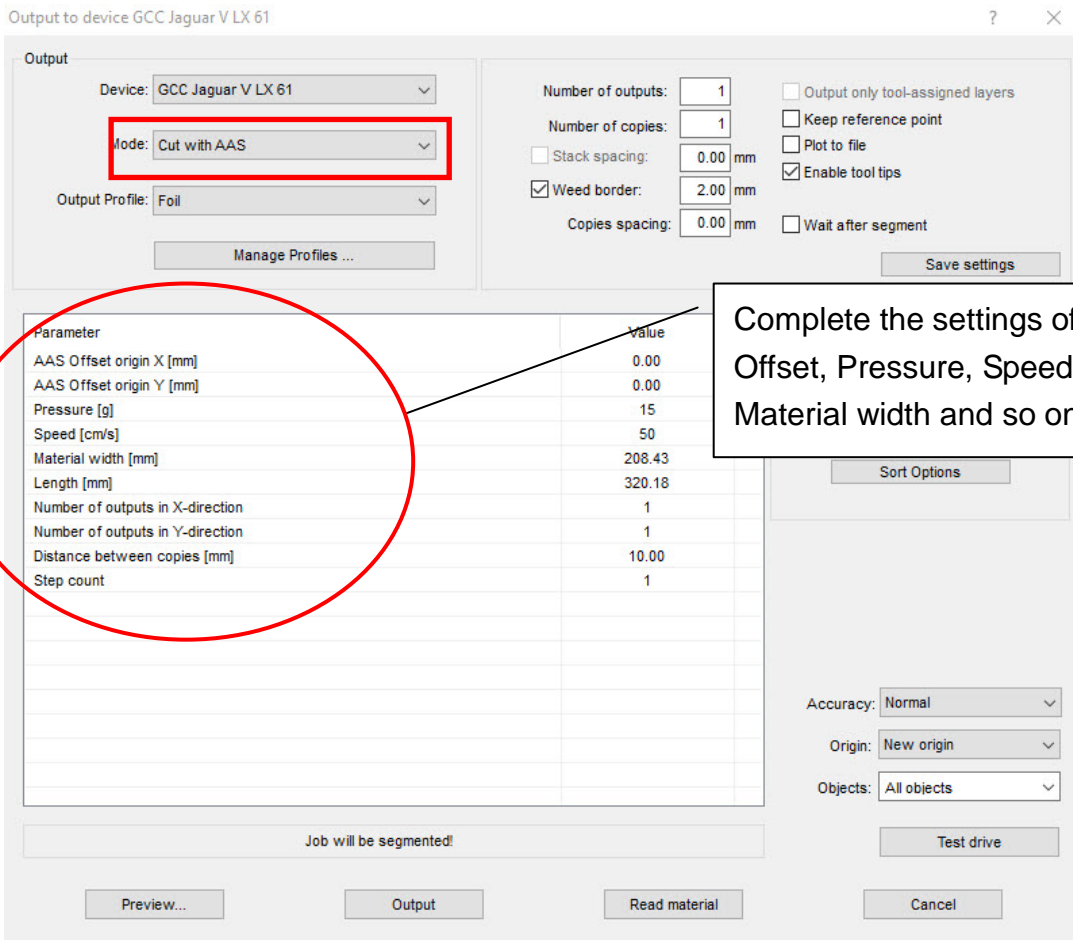 Output to device GCC Jaguar V LX 61 ? ×
Output
Device: GCC Jaguar V LX 61
Mode: Cut with AAS
Output Profile: Foil
Manage Profiles ...
Number of outputs: 1
Number of copies: 1
Stack spacing: 0.00 mm
Weed border: 2.00 mm
Copies spacing: 0.00 mm
Output only tool-assigned layers
Keep reference point
Plot to file
Enable tool tips
Wait after segment
Save settings
Parameter Value
AAS Offset origin X [mm] 0.00
AAS Offset origin Y [mm] 0.00
Pressure [g] 15
Speed [cm/s] 50
Material width [mm] 208.43
Length [mm] 320.18
Number of outputs in X-direction 1
Number of outputs in Y-direction 1
Distance between copies [mm] 10.00
Step count 1
Complete the settings of
Offset, Pressure, Speed
Material width and so on
Sort Options
Accuracy: Normal
Origin: New origin
Objects: All objects
Job will be segmented!
Test drive
Preview...
Output
Read material
Cancel